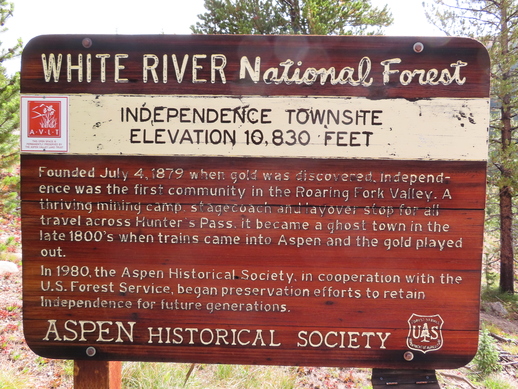 WHITE RIVER National Forest
A·V·L·T
INDEPENDENCE TOWNSITE
ELEVATION 10,830 FEET
Founded July 4, 1879 when gold was discovered, Independ-
ence was the first community in the Roaring Fork Valley. A
thriving mining camp, stagecoach and layover stop for all
travel across Hunter's Pass, it became a ghost town in the
late 1800's when trains came into Aspen and the gold played
out.
In 1980, the Aspen Historical Society, in cooperation with the
U.S. Forest Service, began preservation efforts to retain
Independence for future generations.
ASPEN HISTORICAL SOCIETY
UAS